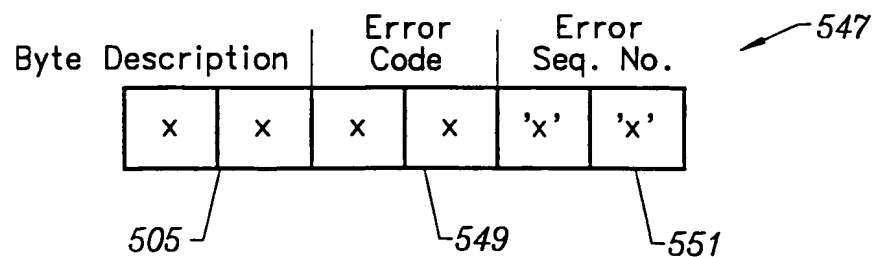 Error Error 547
Byte Description Code Seq. No.
x x x x 'x' 'x'
505 549 551